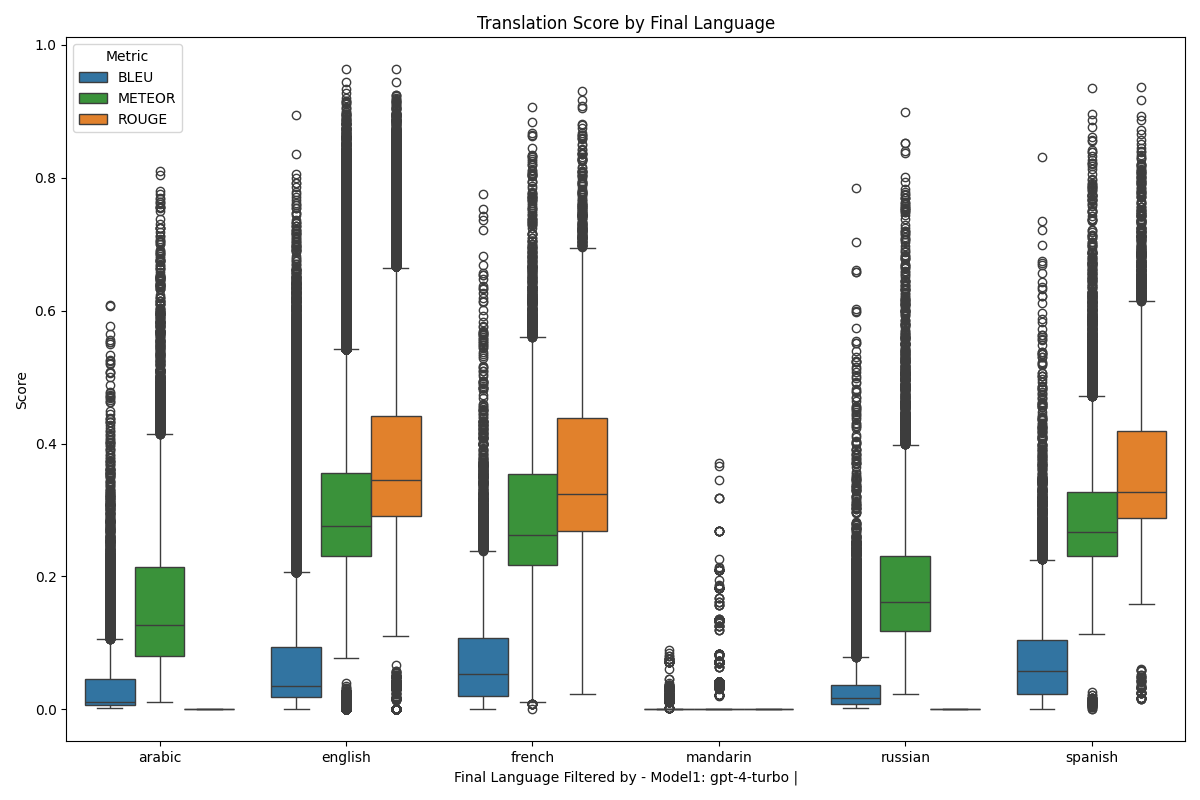 Translation Score by Final Language
Metric
BLEU
METEOR
ROUGE
1.0
0.8
0.6
0.4
0.2
0.0
Score
arabic english french mandarin russian spanish
Final Language Filtered by - Model1: gpt-4-turbo |